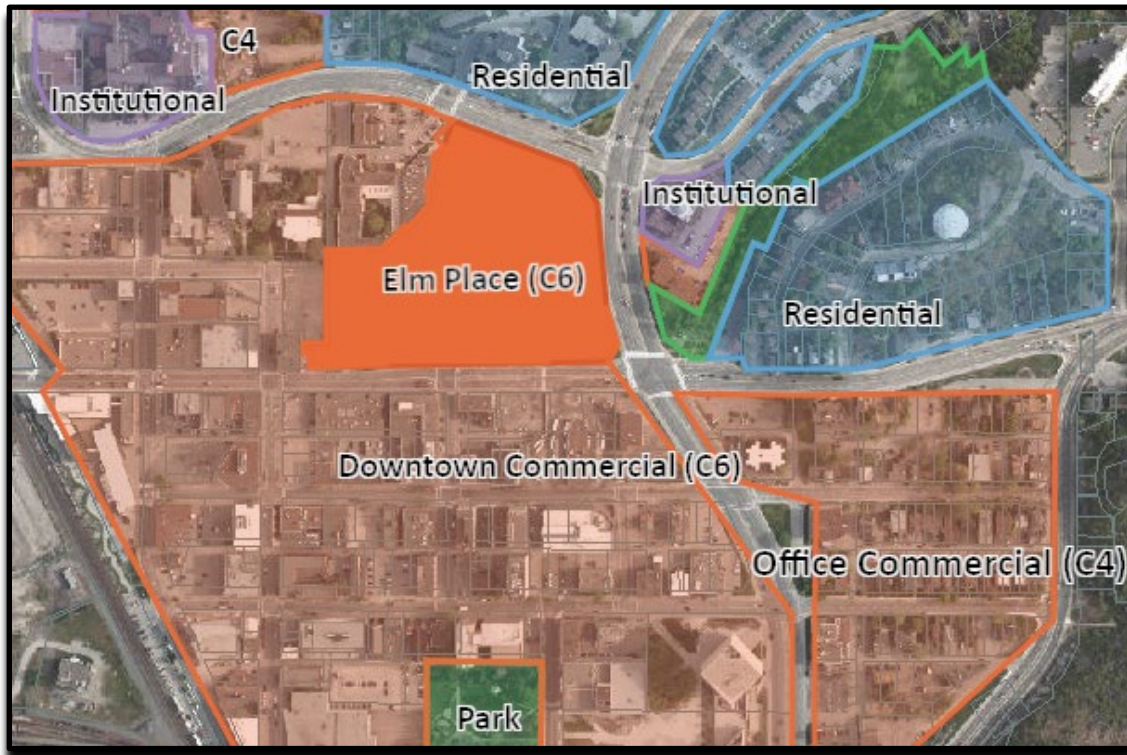 C4
Institutional
Residential
Institutional
Elm Place (C6)
Residential
Downtown Commercial (C6)
Office Commercial (C4)
Park